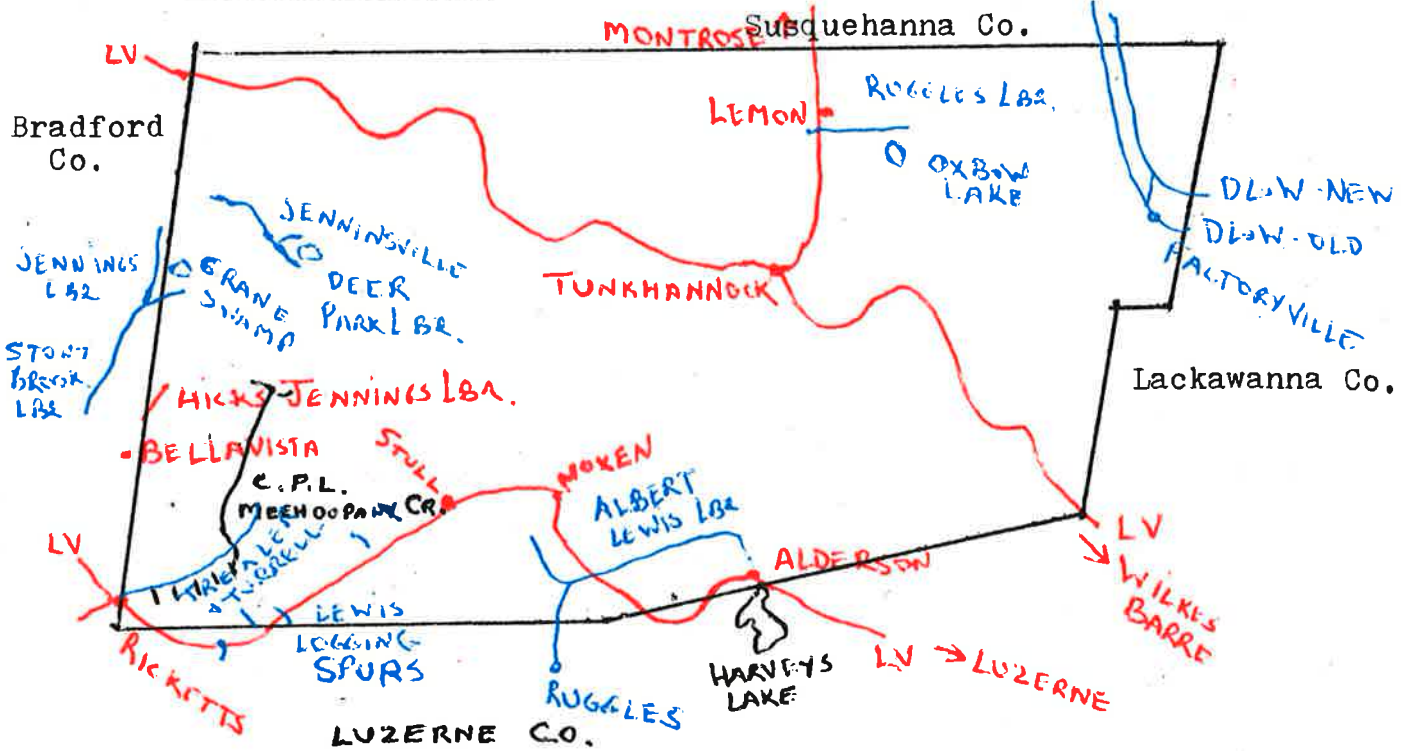 Susquehanna Co.
MONTROSE
LV
Bradford
Co.
LEMON
RUGGLES LBR.
OXBOW
LAKE
DL&W-NEW
DL&W-OLD
FACTORYVILLE
JENNINGS
LBR
CRANE
SWAMP
JENNINSVILLE
DEER
PARK LBR.
TUNKHANNOCK
STONY
BROOK
LBR
Lackawanna Co.
HICKS
JENNINGS LBR.
BELLAVISTA
STULL
NOXEN
C.P.L.
MEEHOOPANY CR.
ALBERT
LEWIS LBR
LV
& TURRELL
ALDERSON
LV
WILKES
BARRE
LEWIS
LOGGING
SPURS
RICKETTS
RUGGLES
HARVEYS
LAKE
LV → LUZERNE
LUZERNE CO.